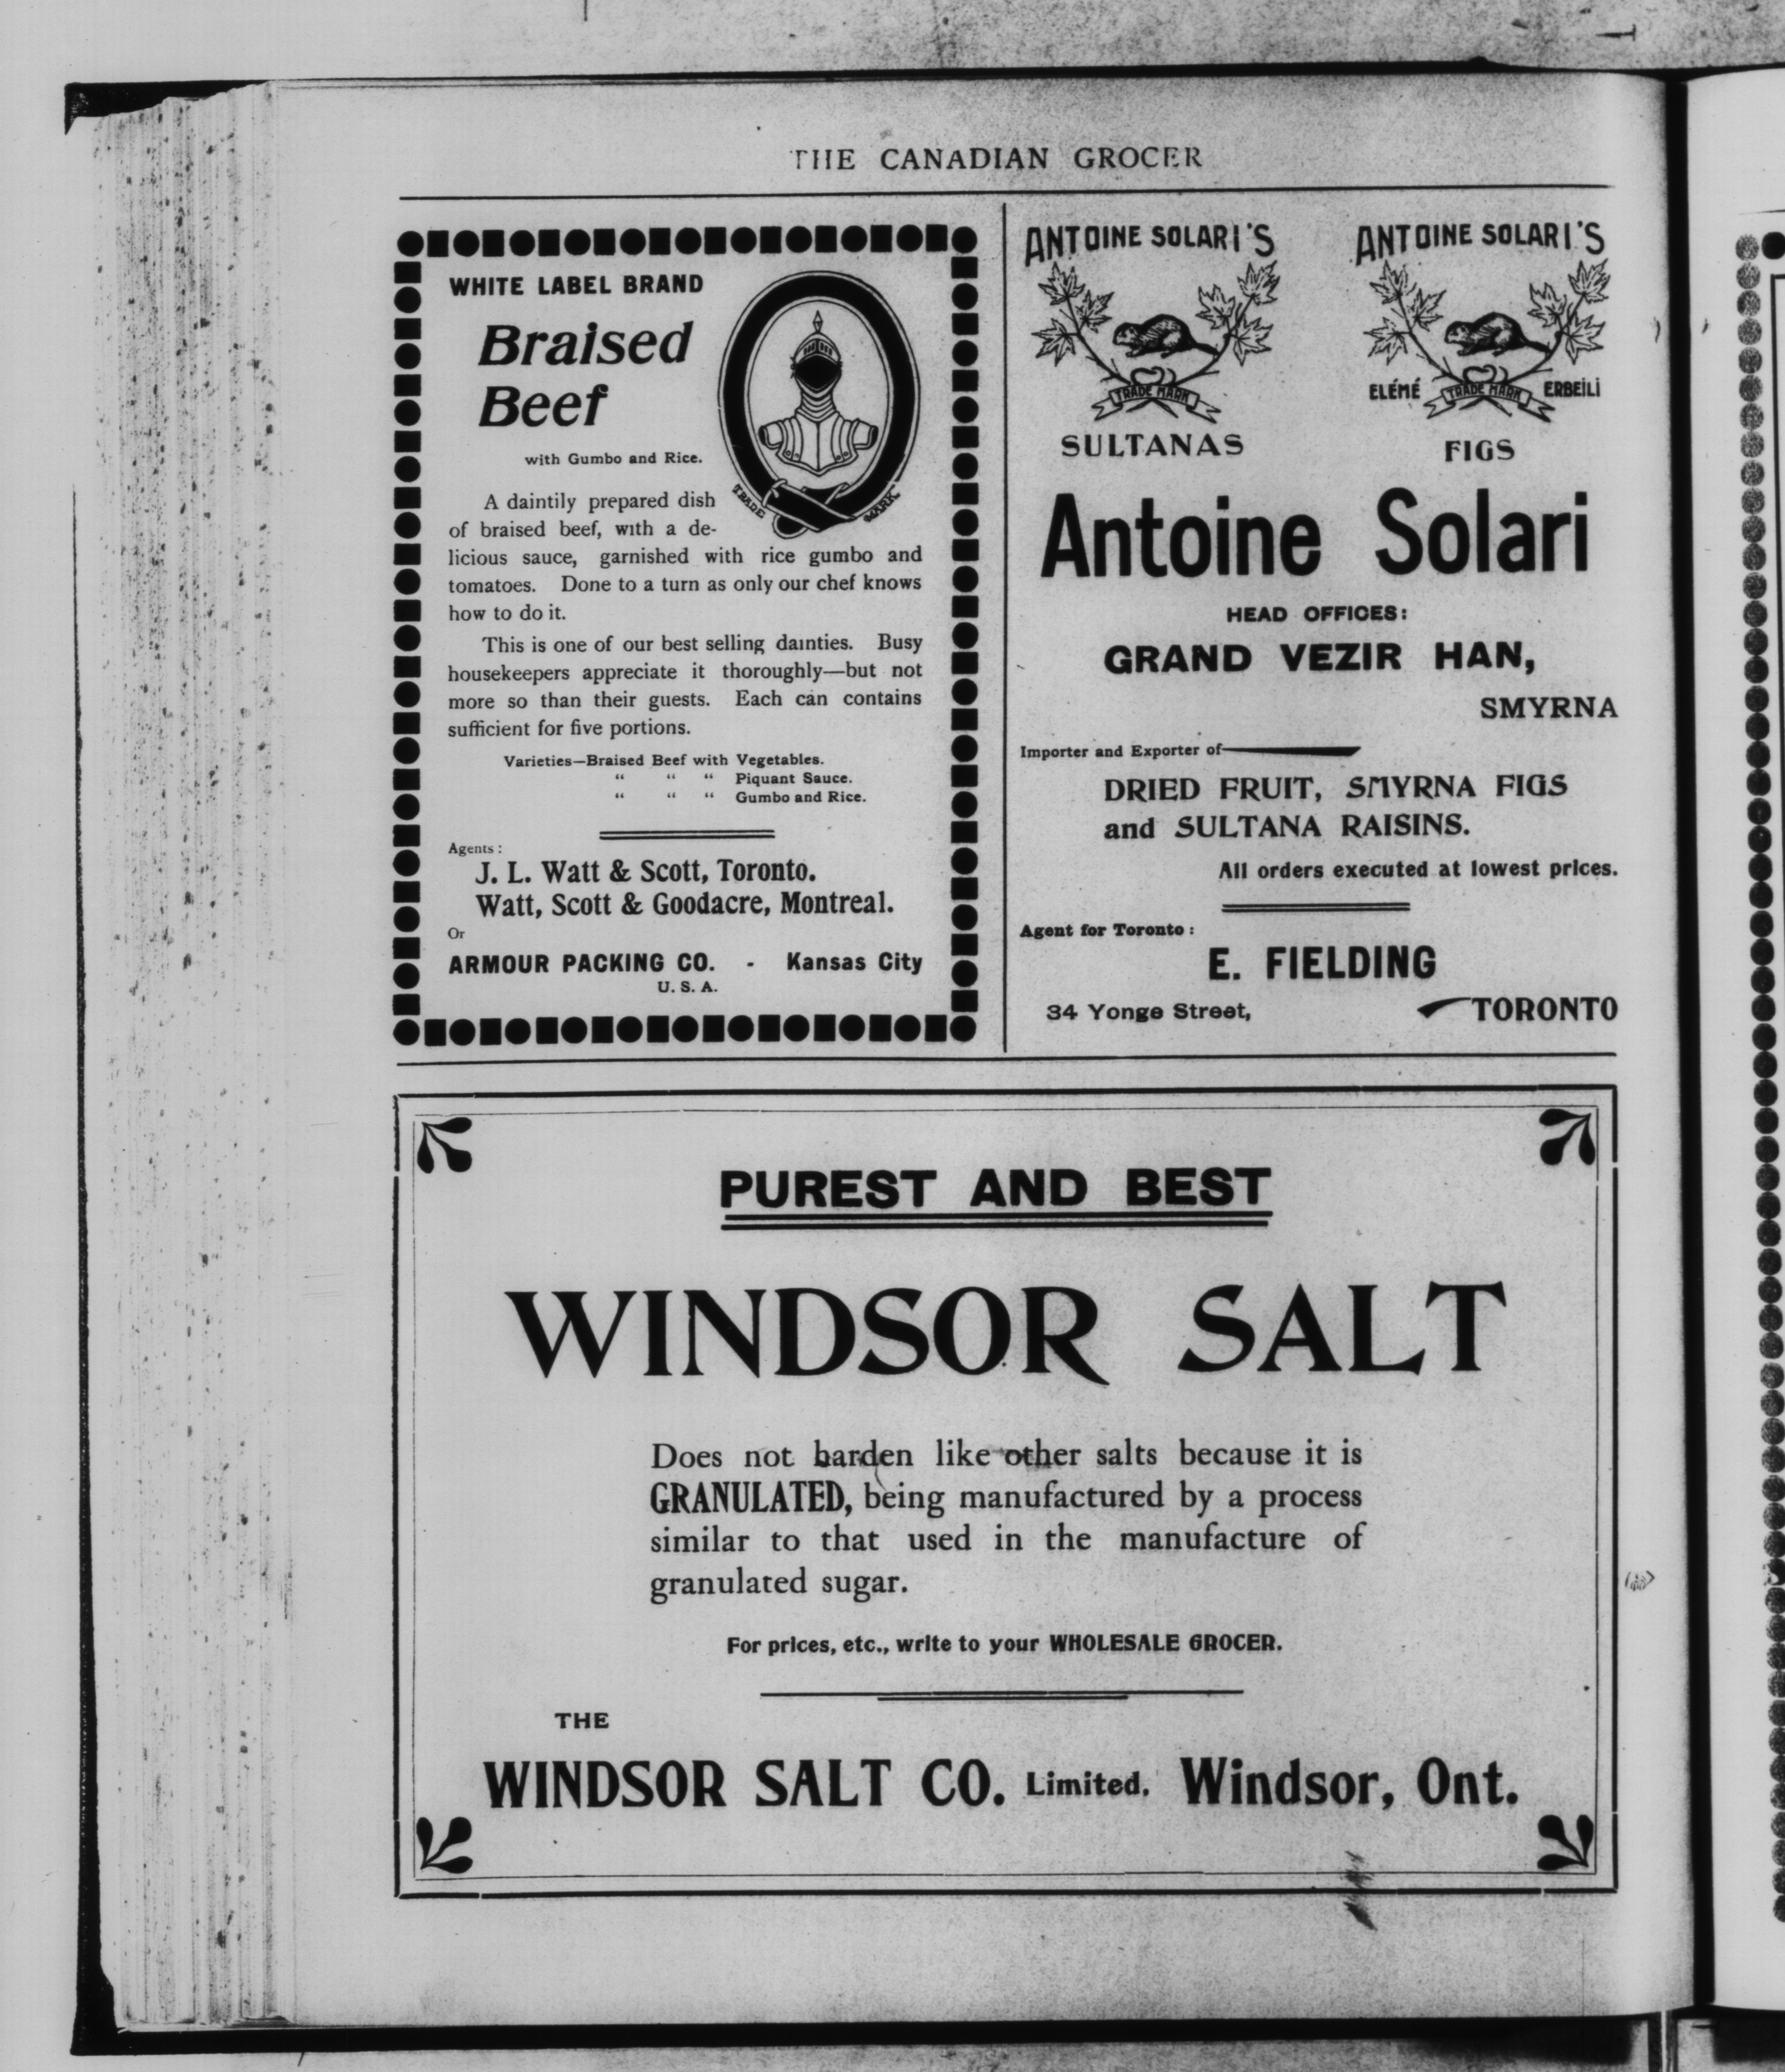 THE CANADIAN GROCER
WHITE LABEL BRAND
Braised
Beef
with Gumbo and Rice.
TRADE MARK
A daintily prepared dish
of braised beef, with a de-
licious sauce, garnished with rice gumbo and
tomatoes. Done to a turn as only our chef knows
how to do it.
This is one of our best selling dainties. Busy
housekeepers appreciate it thoroughly—but not
more so than their guests. Each can contains
sufficient for five portions.
Varieties—Braised Beef with Vegetables.
“ “ “ Piquant Sauce.
“ “ “ Gumbo and Rice.
Agents:
J. L. Watt & Scott, Toronto.
Watt, Scott & Goodacre, Montreal.
Or
ARMOUR PACKING CO. - Kansas City
U. S. A.
ANTOINE SOLARI'S
TRADE MARK
SULTANAS
ANTOINE SOLARI'S
ELÉMÉ TRADE MARK ERBEILI
FIGS
Antoine Solari
HEAD OFFICES:
GRAND VEZIR HAN,
SMYRNA
Importer and Exporter of
DRIED FRUIT, SMYRNA FIGS
and SULTANA RAISINS.
All orders executed at lowest prices.
Agent for Toronto:
E. FIELDING
34 Yonge Street, TORONTO
PUREST AND BEST
WINDSOR SALT
Does not harden like other salts because it is
GRANULATED, being manufactured by a process
similar to that used in the manufacture of
granulated sugar.
For prices, etc., write to your WHOLESALE GROCER.
THE
WINDSOR SALT CO. Limited. Windsor, Ont.